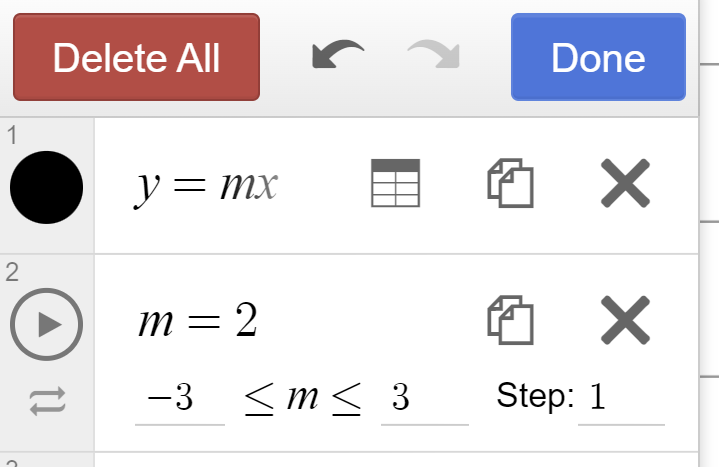 Delete All Done
1
y = mx
2
m = 2
−3 ≤ m ≤ 3 Step: 1